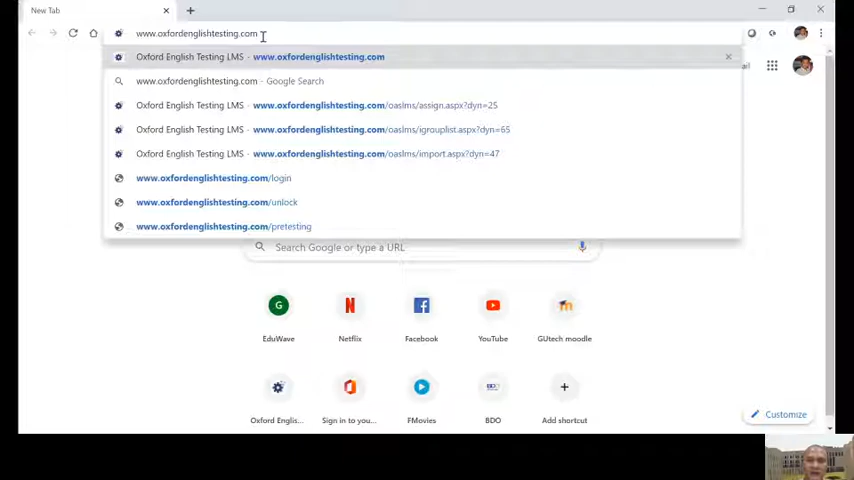 New Tab
www.oxfordenglishtesting.com
Oxford English Testing LMS - www.oxfordenglishtesting.com
www.oxfordenglishtesting.com - Google Search
Oxford English Testing LMS - www.oxfordenglishtesting.com/oaslms/assign.aspx?dyn=25
Oxford English Testing LMS - www.oxfordenglishtesting.com/oaslms/igrouplist.aspx?dyn=65
Oxford English Testing LMS - www.oxfordenglishtesting.com/oaslms/import.aspx?dyn=47
www.oxfordenglishtesting.com/login
www.oxfordenglishtesting.com/unlock
www.oxfordenglishtesting.com/pretesting
Search Google or type a URL
G
EduWave
Netflix
Facebook
YouTube
GUtech moodle
BDO
Oxford Englis...
Sign in to you...
FMovies
BDO
Add shortcut
Customize